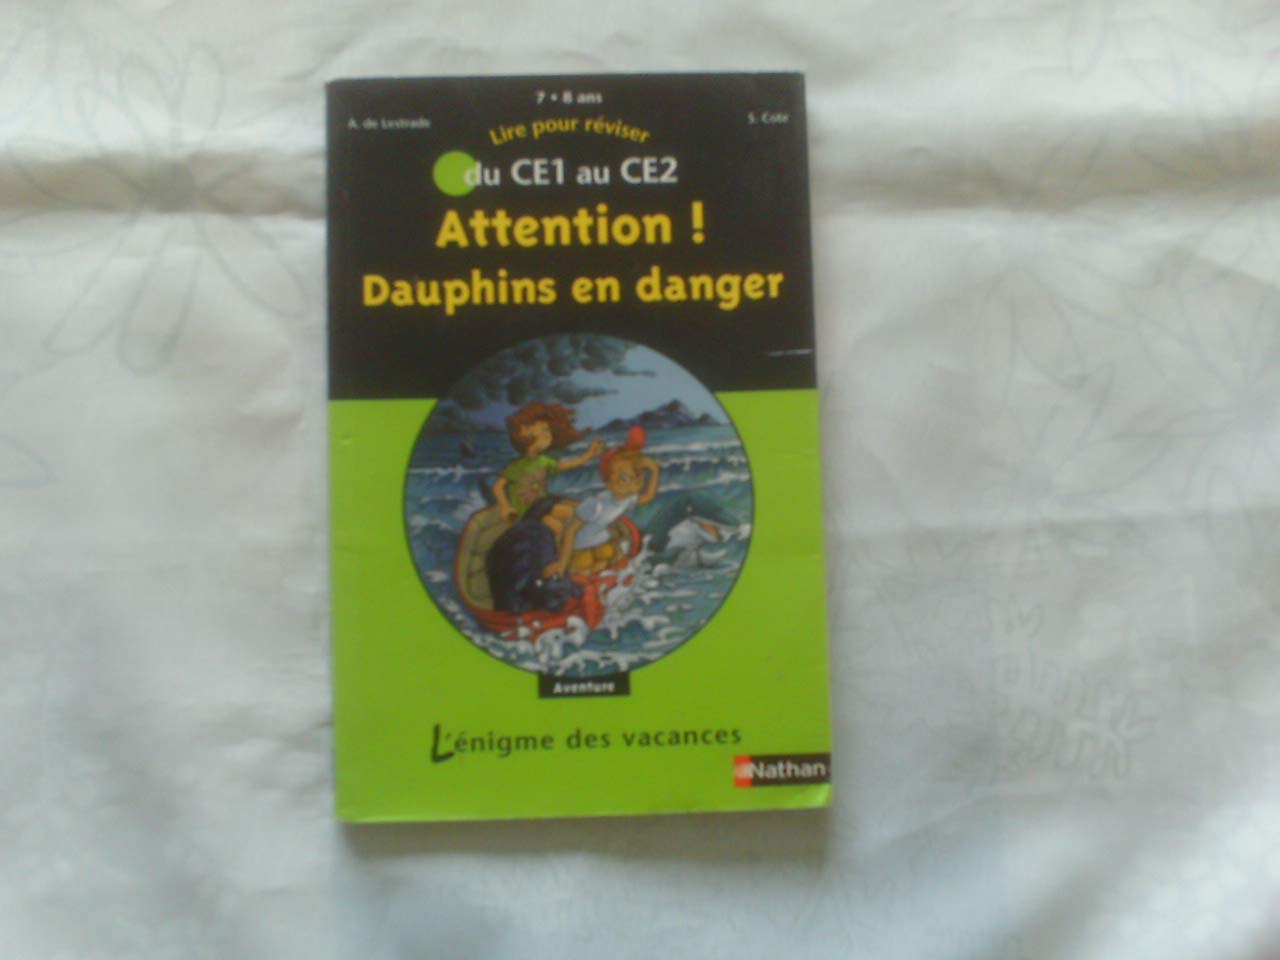 7 • 8 ans
A. de Lestrade
S. Cote
Lire pour réviser
du CE1 au CE2
Attention !
Dauphins en danger
Aventure
L'énigme des vacances
Nathan